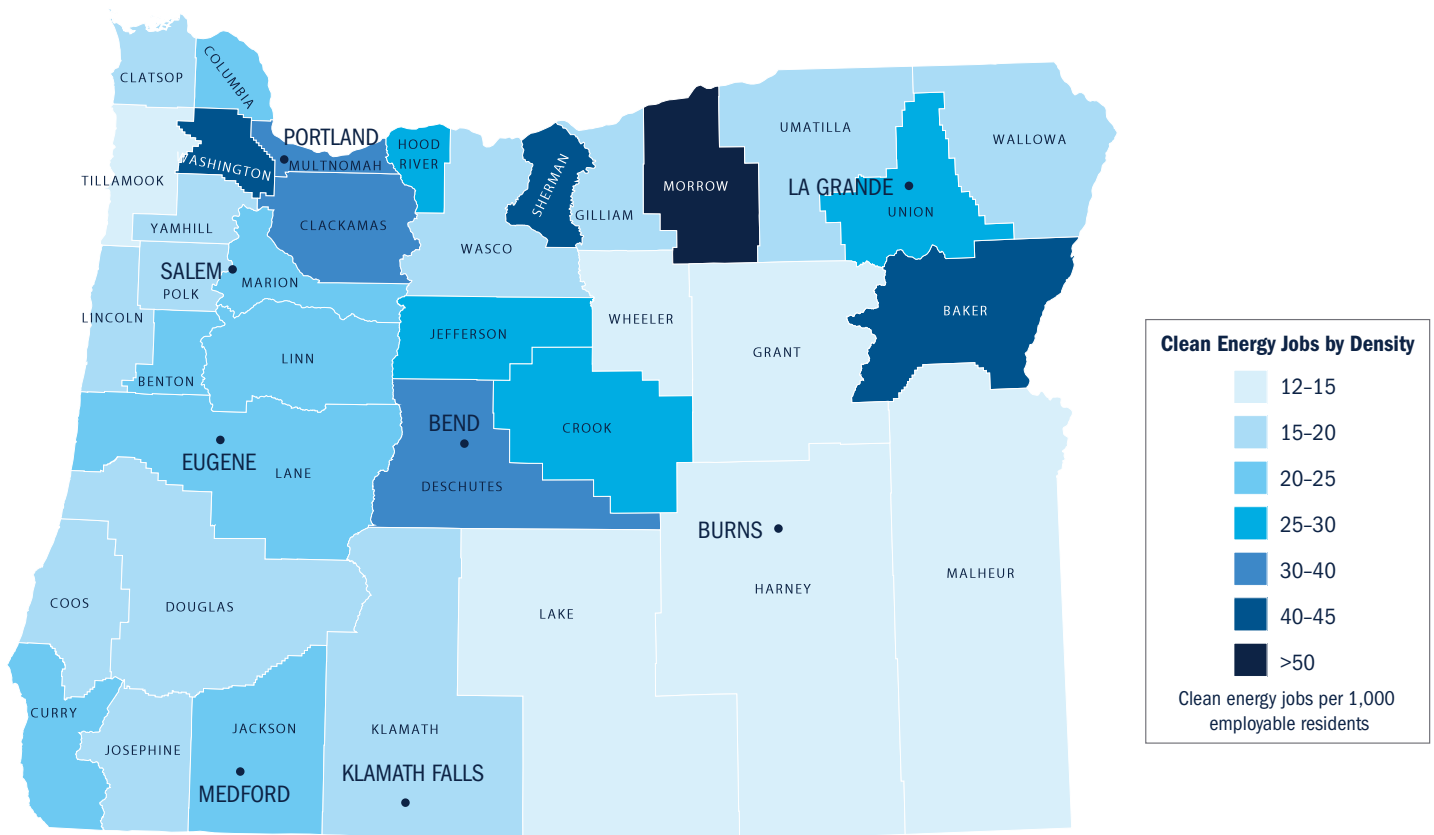 CLATSOP
COLUMBIA
PORTLAND
HOOD
RIVER
MULTNOMAH
WASHINGTON
TILLAMOOK
YAMHILL
CLACKAMAS
WASCO
SHERMAN
GILLIAM
MORROW
UMATILLA
WALLOWA
LA GRANDE
UNION
SALEM
POLK
MARION
LINCOLN
BENTON
LINN
JEFFERSON
WHEELER
GRANT
BAKER
BEND
CROOK
DESCHUTES
EUGENE
LANE
BURNS
HARNEY
MALHEUR
COOS
DOUGLAS
LAKE
CURRY
JOSEPHINE
JACKSON
MEDFORD
KLAMATH
KLAMATH FALLS
Clean Energy Jobs by Density
12–15
15–20
20–25
25–30
30–40
40–45
>50
Clean energy jobs per 1,000
employable residents